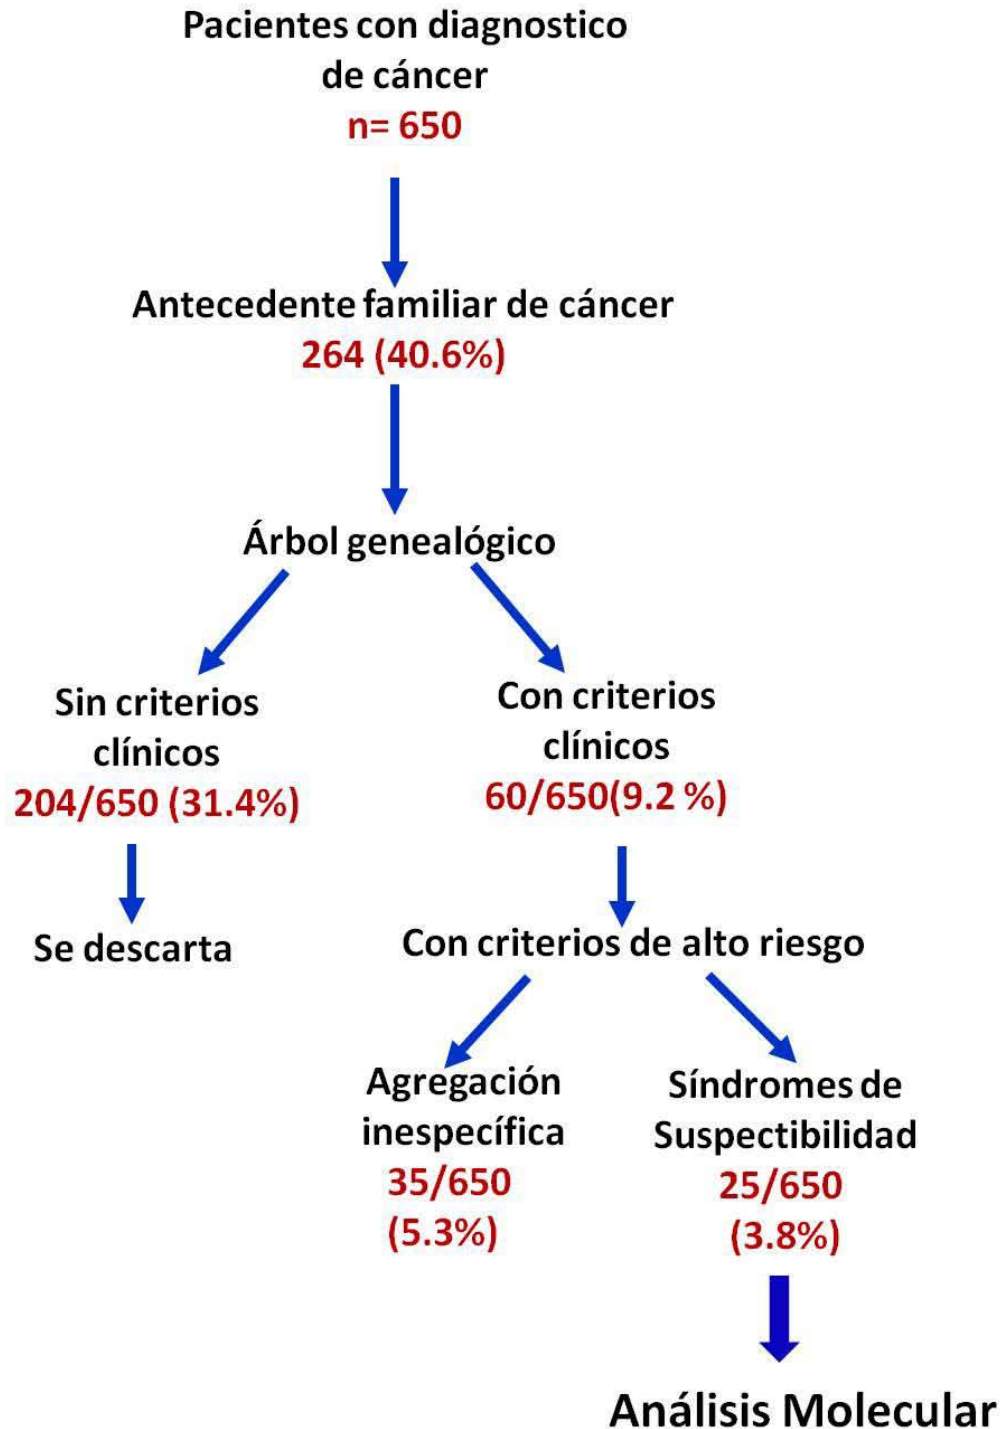 Pacientes con diagnostico
de cáncer
n= 650
Antecedente familiar de cáncer
264 (40.6%)
Árbol genealógico
Sin criterios
clínicos
204/650 (31.4%)
Se descarta
Con criterios
clínicos
60/650(9.2 %)
Con criterios de alto riesgo
Agregación
inespecífica
35/650
(5.3%)
Síndromes de
Suspectibilidad
25/650
(3.8%)
Análisis Molecular